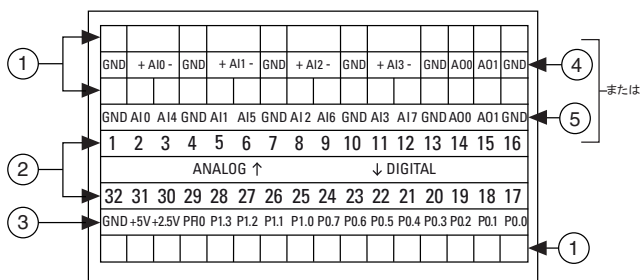 GND + AI0 - GND + AI1 - GND + AI2 - GND + AI3 - GND AO0 AO1 GND
④
①
または
GND AI 0 AI4 GND AI1 AI5 GND AI 2 AI6 GND AI3 AI7 GND AO0 AO1 GND
⑤
1 2 3 4 5 6 7 8 9 10 11 12 13 14 15 16
②
ANALOG ↑ ↓ DIGITAL
32 31 30 29 28 27 26 25 24 23 22 21 20 19 18 17
③
GND +5V +2.5V PFI0 P1.3 P1.2 P1.1 P1.0 P0.7 P0.6 P0.5 P0.4 P0.3 P0.2 P0.1 P0.0
①